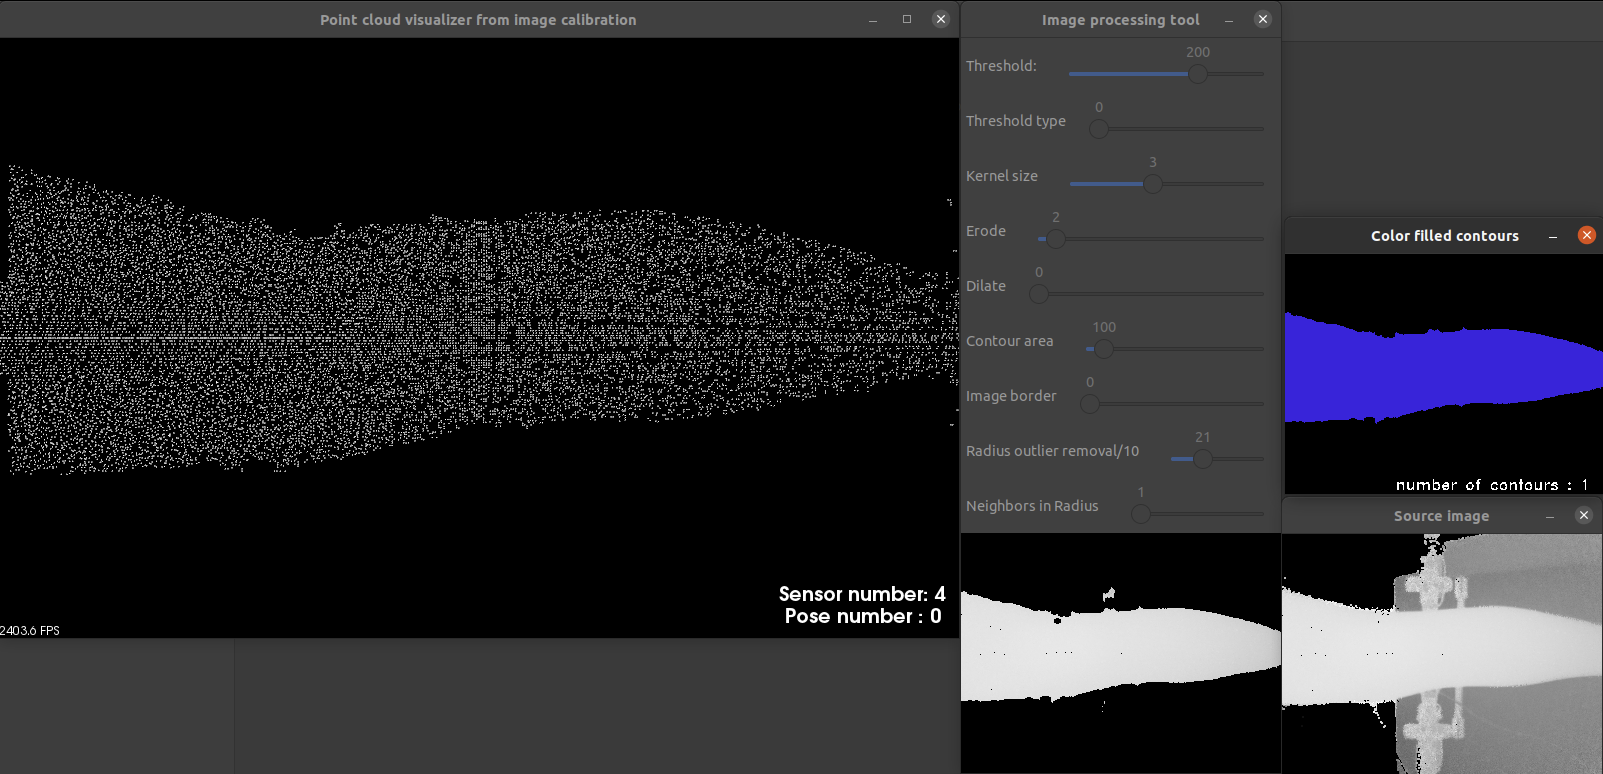 Point cloud visualizer from image calibration
Sensor number: 4
Pose number : 0
2403.6 FPS
Image processing tool
Threshold: 200
Threshold type 0
Kernel size 3
Erode 2
Dilate 0
Contour area 100
Image border 0
Radius outlier removal/10 21
Neighbors in Radius 1
Color filled contours
number of contours : 1
Source image